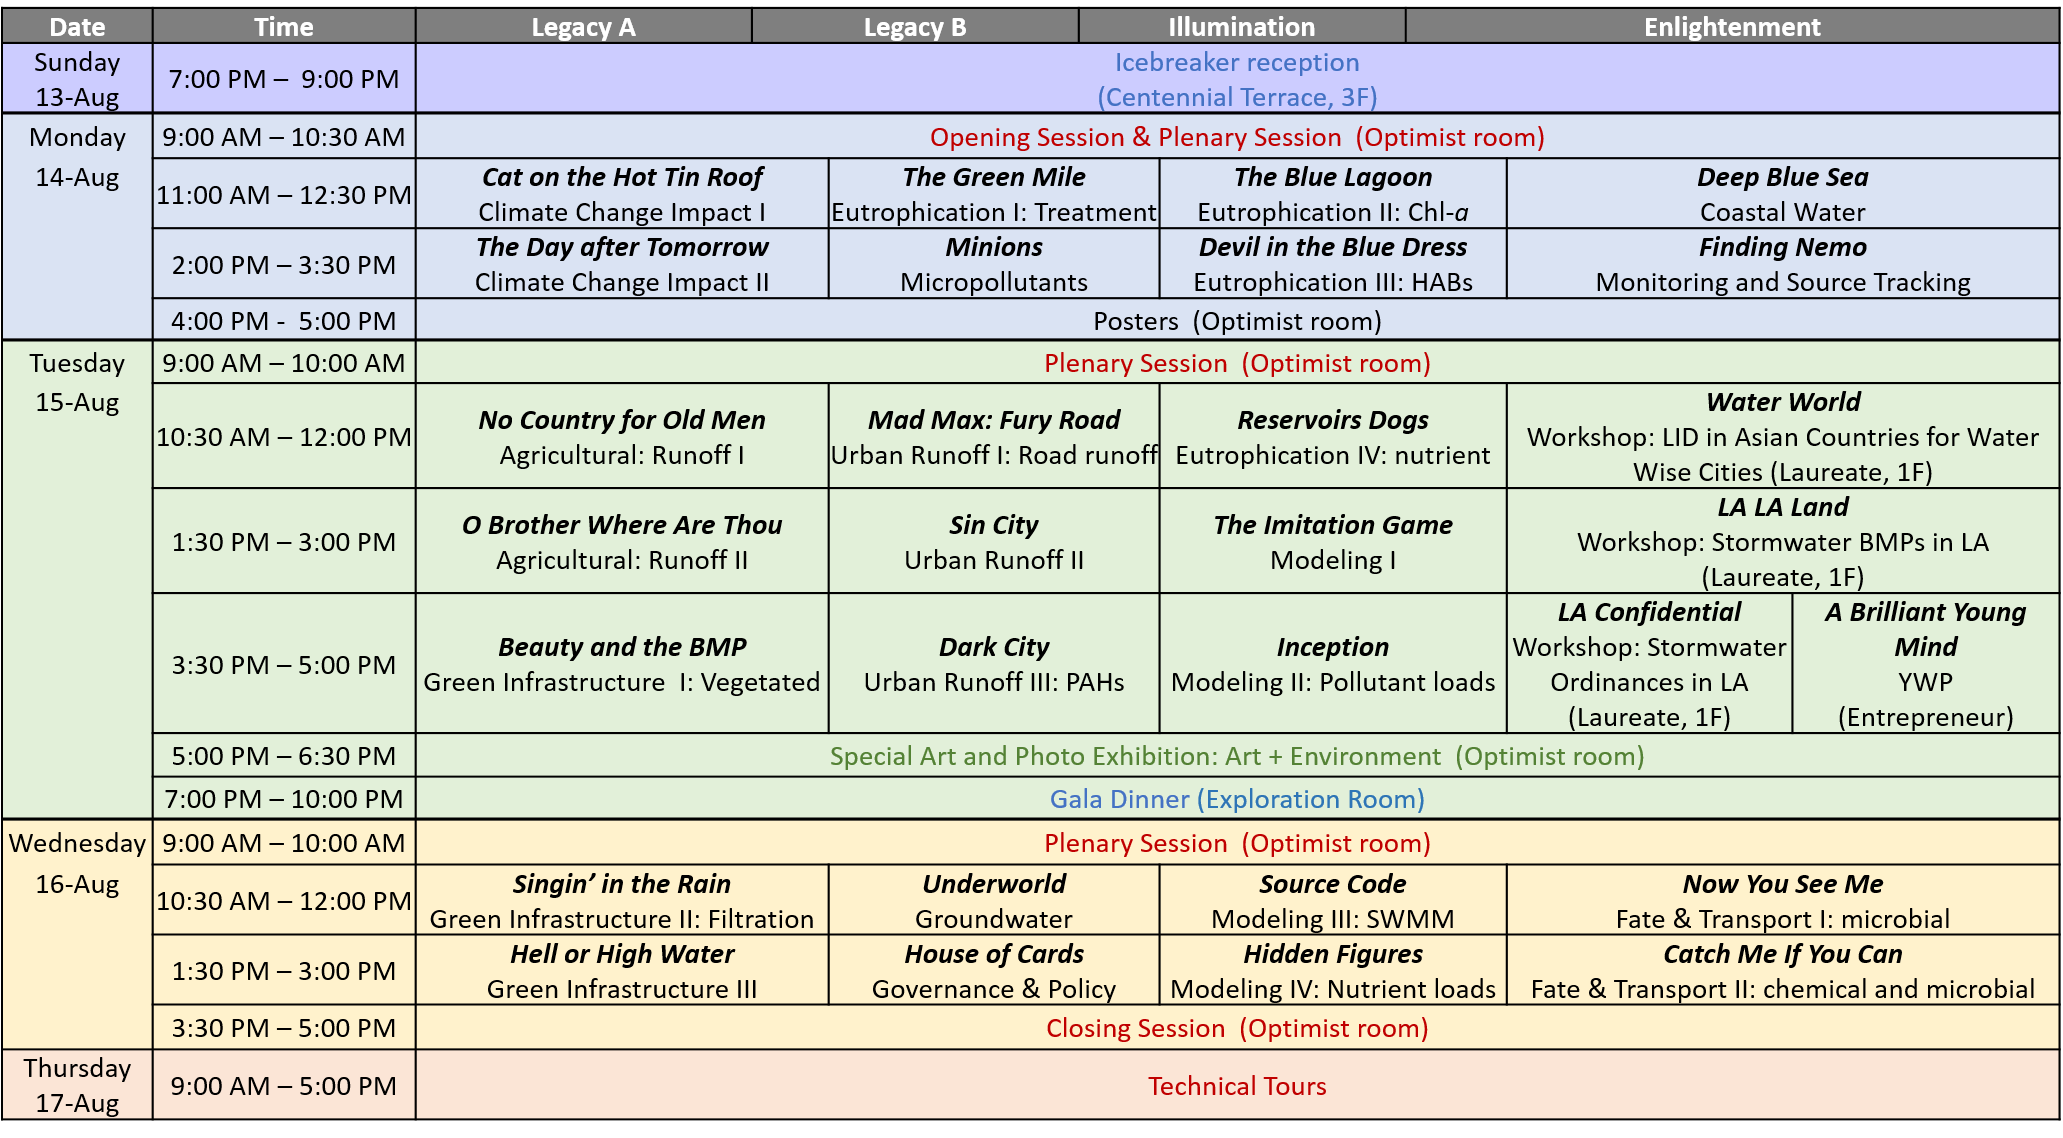 Date Time Legacy A Legacy B Illumination Enlightenment
Sunday
13-Aug
7:00 PM – 9:00 PM
Icebreaker reception
(Centennial Terrace, 3F)
Monday
14-Aug
9:00 AM – 10:30 AM
Opening Session & Plenary Session (Optimist room)
11:00 AM – 12:30 PM
Cat on the Hot Tin Roof
Climate Change Impact I
The Green Mile
Eutrophication I: Treatment
The Blue Lagoon
Eutrophication II: Chl-a
Deep Blue Sea
Coastal Water
2:00 PM – 3:30 PM
The Day after Tomorrow
Climate Change Impact II
Minions
Micropollutants
Devil in the Blue Dress
Eutrophication III: HABs
Finding Nemo
Monitoring and Source Tracking
4:00 PM - 5:00 PM
Posters (Optimist room)
Tuesday
15-Aug
9:00 AM – 10:00 AM
Plenary Session (Optimist room)
10:30 AM – 12:00 PM
No Country for Old Men
Agricultural: Runoff I
Mad Max: Fury Road
Urban Runoff I: Road runoff
Reservoirs Dogs
Eutrophication IV: nutrient
Water World
Workshop: LID in Asian Countries for Water
Wise Cities (Laureate, 1F)
1:30 PM – 3:00 PM
O Brother Where Are Thou
Agricultural: Runoff II
Sin City
Urban Runoff II
The Imitation Game
Modeling I
LA LA Land
Workshop: Stormwater BMPs in LA
(Laureate, 1F)
3:30 PM – 5:00 PM
Beauty and the BMP
Green Infrastructure I: Vegetated
Dark City
Urban Runoff III: PAHs
Inception
Modeling II: Pollutant loads
LA Confidential
Workshop: Stormwater
Ordinances in LA
(Laureate, 1F)
A Brilliant Young
Mind
YWP
(Entrepreneur)
5:00 PM – 6:30 PM
Special Art and Photo Exhibition: Art + Environment (Optimist room)
7:00 PM – 10:00 PM
Gala Dinner (Exploration Room)
Wednesday
16-Aug
9:00 AM – 10:00 AM
Plenary Session (Optimist room)
10:30 AM – 12:00 PM
Singin’ in the Rain
Green Infrastructure II: Filtration
Underworld
Groundwater
Source Code
Modeling III: SWMM
Now You See Me
Fate & Transport I: microbial
1:30 PM – 3:00 PM
Hell or High Water
Green Infrastructure III
House of Cards
Governance & Policy
Hidden Figures
Modeling IV: Nutrient loads
Catch Me If You Can
Fate & Transport II: chemical and microbial
3:30 PM – 5:00 PM
Closing Session (Optimist room)
Thursday
17-Aug
9:00 AM – 5:00 PM
Technical Tours